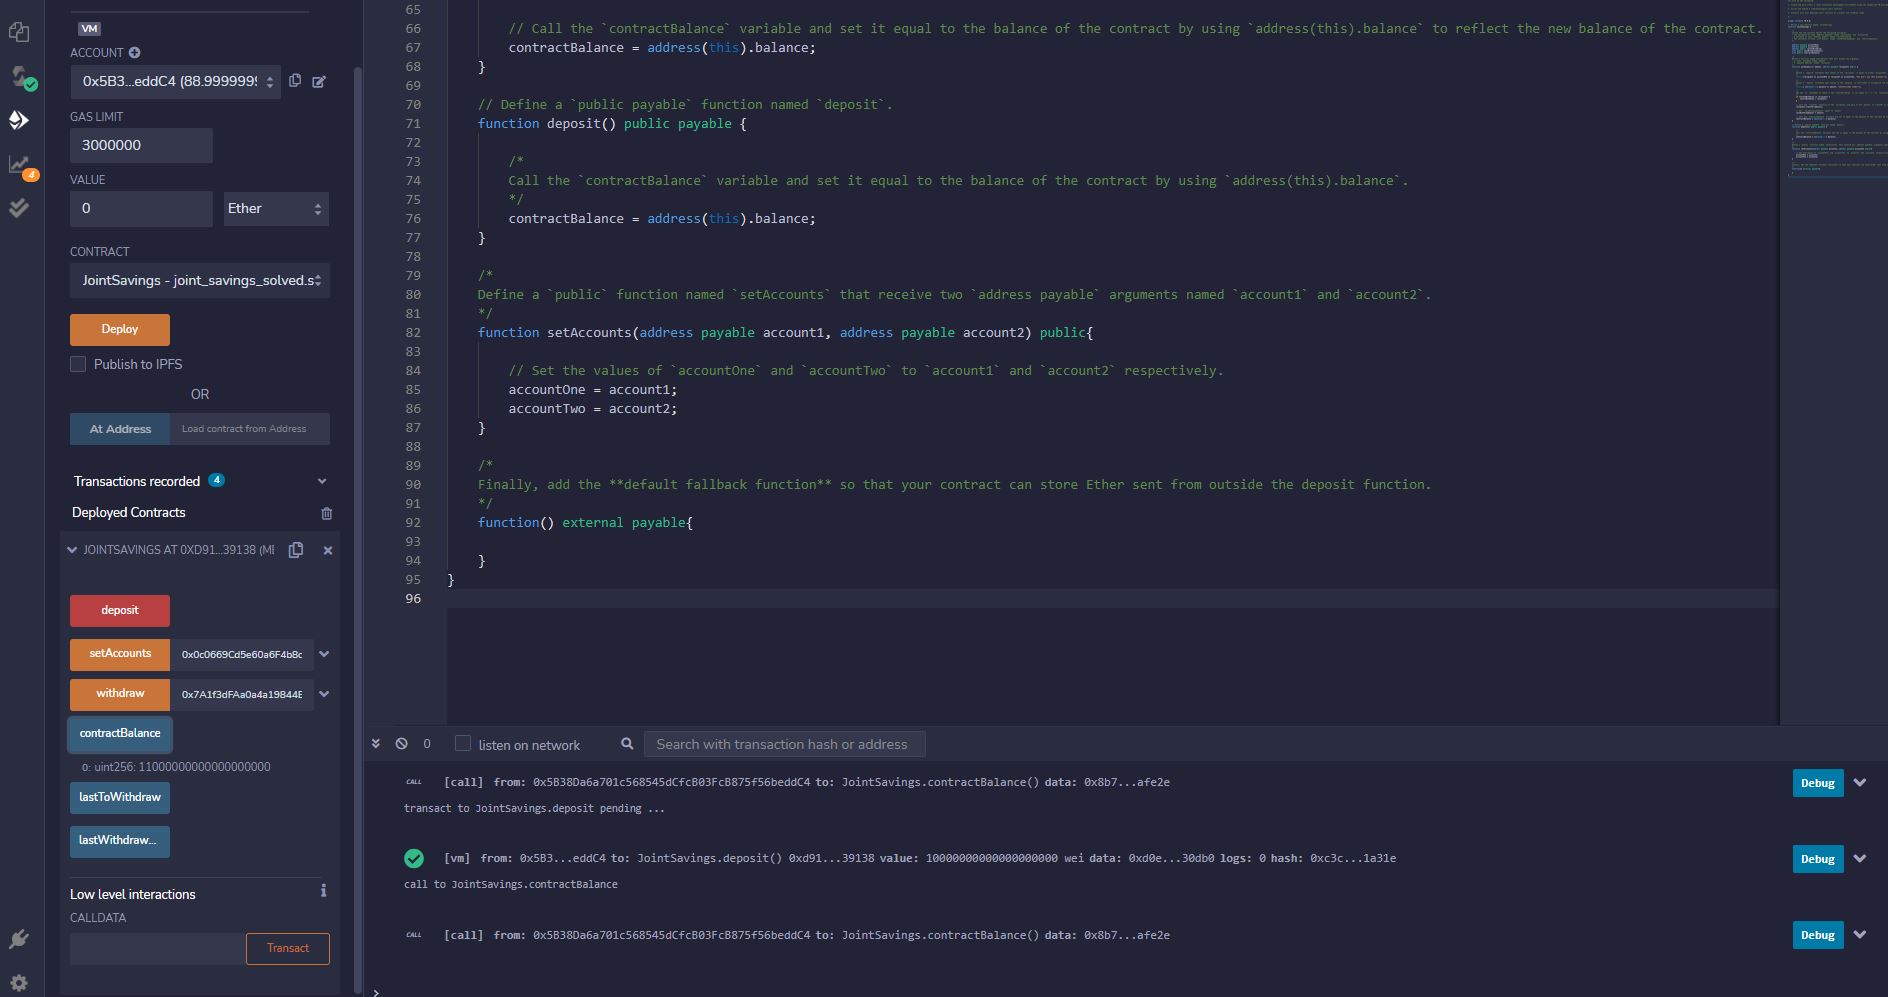 VM
ACCOUNT
0x5B3...eddC4 (88.9999999
GAS LIMIT
3000000
VALUE
0
Ether
CONTRACT
JointSavings - joint_savings_solved.s
Deploy
Publish to IPFS
OR
At Address
Load contract from Address
Transactions recorded 4
Deployed Contracts
JOINTSAVINGS AT 0XD91...39138 (ME
deposit
setAccounts
0x0c0669Cd5e60a6F4b8c
withdraw
0x7A1f3dFAa0a4a19844E
contractBalance
0: uint256: 11000000000000000000
lastToWithdraw
lastWithdraw...
Low level interactions
i
CALLDATA
Transact
4
65
66 // Call the `contractBalance` variable and set it equal to the balance of the contract by using `address(this).balance` to reflect the new balance of the contract.
67 contractBalance = address(this).balance;
68 }
69
70 // Define a `public payable` function named `deposit`.
71 function deposit() public payable {
72
73 /*
74 Call the `contractBalance` variable and set it equal to the balance of the contract by using `address(this).balance`.
75 */
76 contractBalance = address(this).balance;
77 }
78
79 /*
80 Define a `public` function named `setAccounts` that receive two `address payable` arguments named `account1` and `account2`.
81 */
82 function setAccounts(address payable account1, address payable account2) public{
83
84 // Set the values of `accountOne` and `accountTwo` to `account1` and `account2` respectively.
85 accountOne = account1;
86 accountTwo = account2;
87 }
88
89 /*
90 Finally, add the **default fallback function** so that your contract can store Ether sent from outside the deposit function.
91 */
92 function() external payable{
93
94 }
95 }
96
0
listen on network
Search with transaction hash or address
CALL [call] from: 0x5B38Da6a701c568545dCfcB03FcB875f56beddC4 to: JointSavings.contractBalance() data: 0x8b7...afe2e
Debug
transact to JointSavings.deposit pending ...
[vm] from: 0x5B3...eddC4 to: JointSavings.deposit() 0xd91...39138 value: 10000000000000000000 wei data: 0xd0e...30db0 logs: 0 hash: 0xc3c...1a31e
Debug
call to JointSavings.contractBalance
CALL [call] from: 0x5B38Da6a701c568545dCfcB03FcB875f56beddC4 to: JointSavings.contractBalance() data: 0x8b7...afe2e
Debug
>